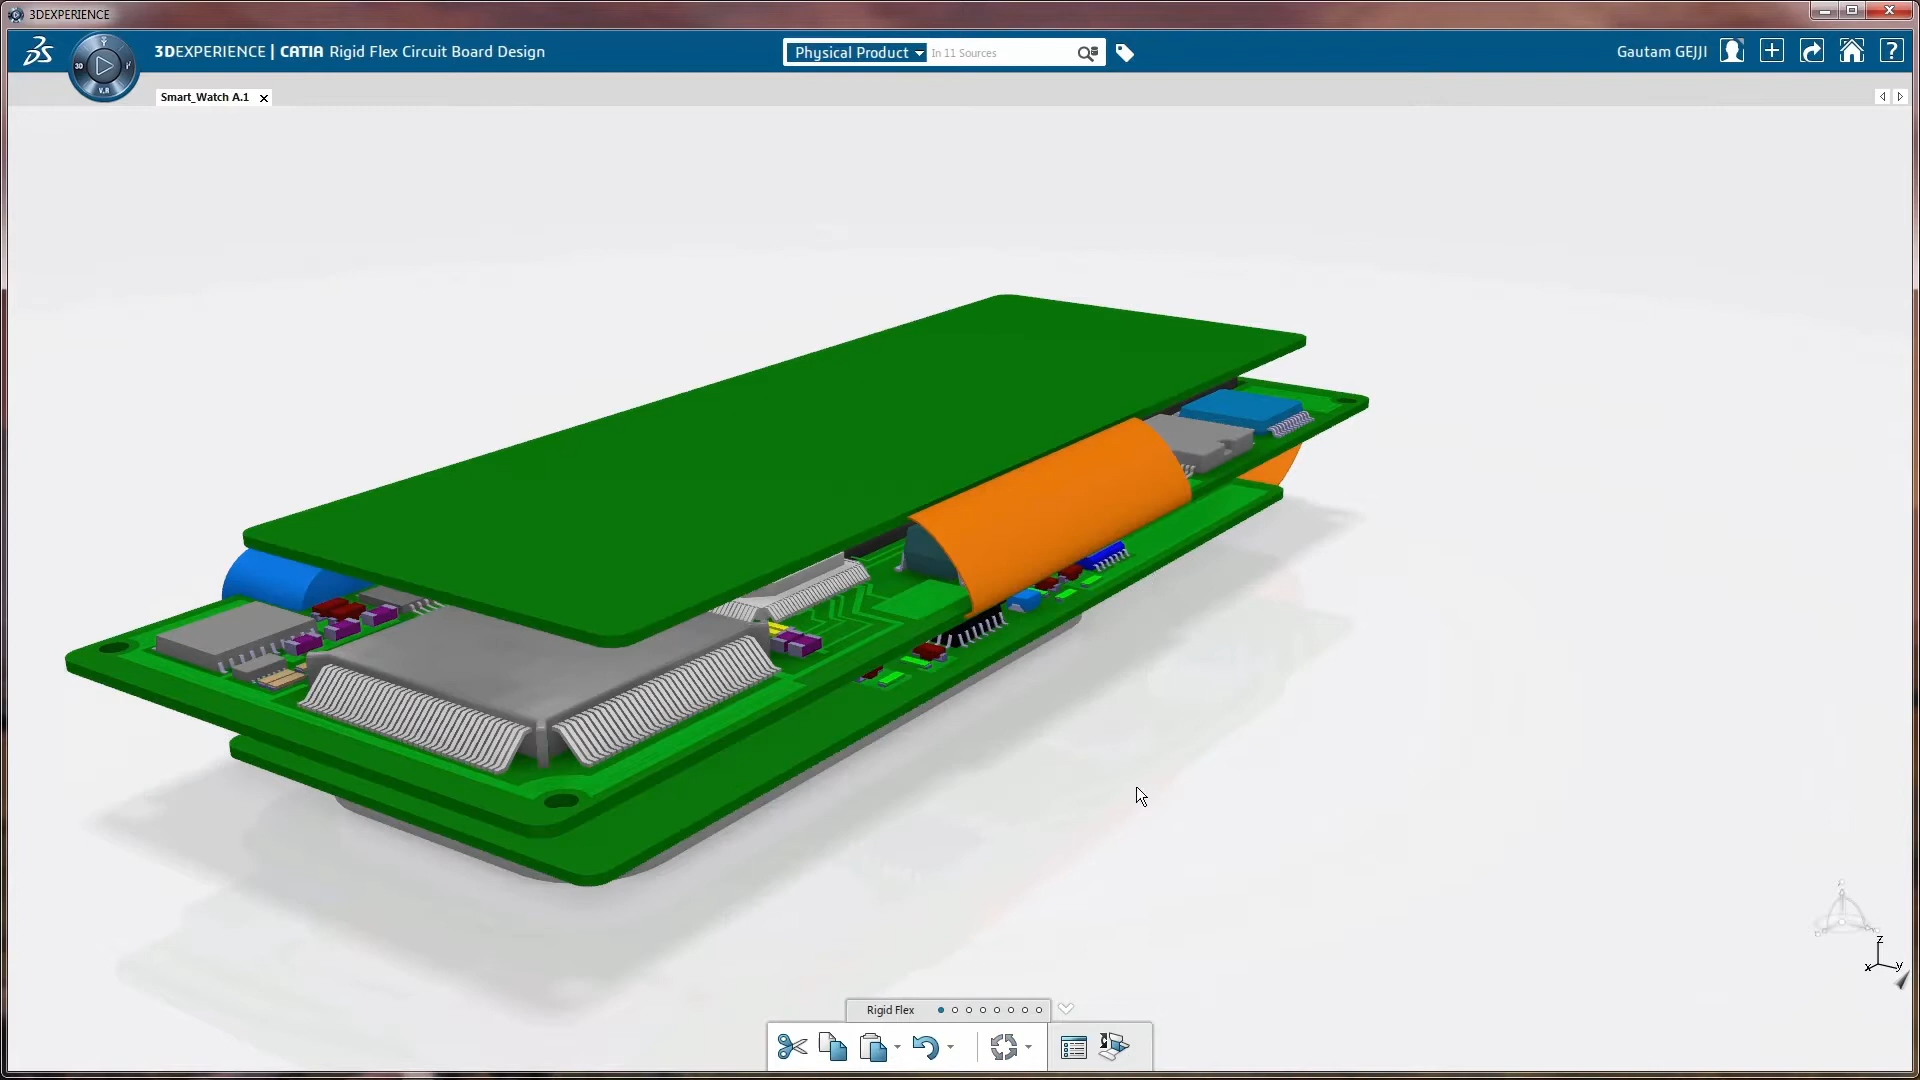 3DEXPERIENCE
3DEXPERIENCE | CATIA Rigid Flex Circuit Board Design
Physical Product
In 11 Sources
Gautam GEJJI
?
3D
V.R
Smart_Watch A.1
z
x
y
Rigid Flex